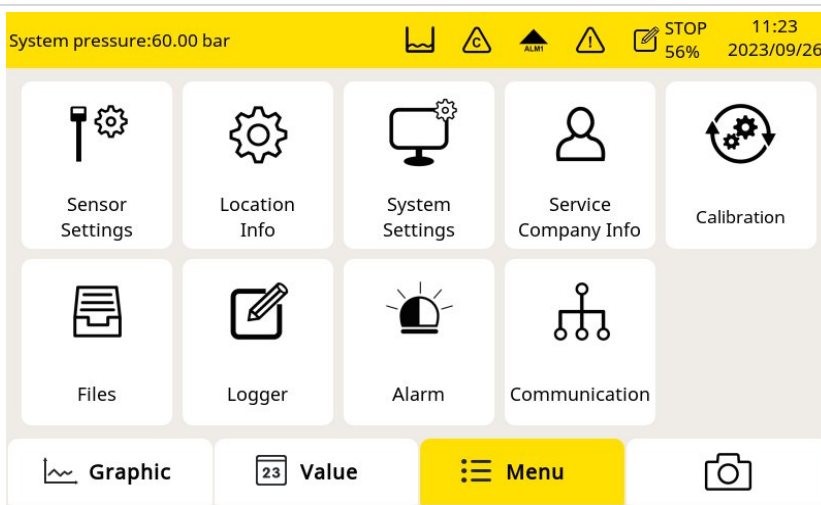 System pressure:60.00 bar
C
ALM1
!
STOP
56%
11:23
2023/09/26
Sensor
Settings
Location
Info
System
Settings
Service
Company Info
Calibration
Files
Logger
Alarm
Communication
Graphic
23 Value
Menu